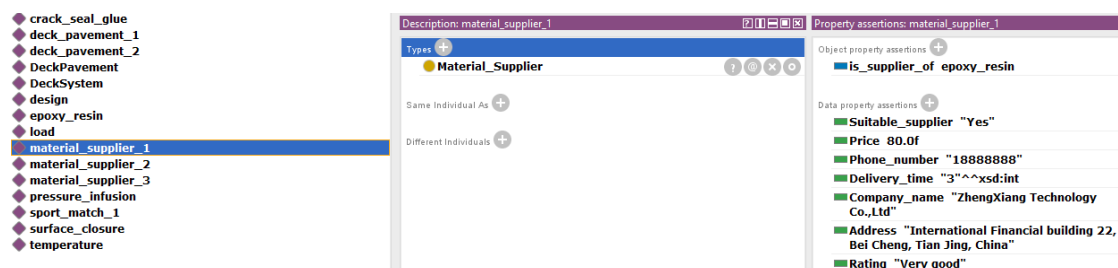 crack_seal_glue
deck_pavement_1
deck_pavement_2
DeckPavement
DeckSystem
design
epoxy_resin
load
material_supplier_1
material_supplier_2
material_supplier_3
pressure_infusion
sport_match_1
surface_closure
temperature
Description: material_supplier_1
Types
Material_Supplier
Same Individual As
Different Individuals
Property assertions: material_supplier_1
Object property assertions
is_supplier_of epoxy_resin
Data property assertions
Suitable_supplier "Yes"
Price 80.0f
Phone_number "18888888"
Delivery_time "3"^^xsd:int
Company_name "ZhengXiang Technology
Co.,Ltd"
Address "International Financial building 22,
Bei Cheng, Tian Jing, China"
Rating "Very good"